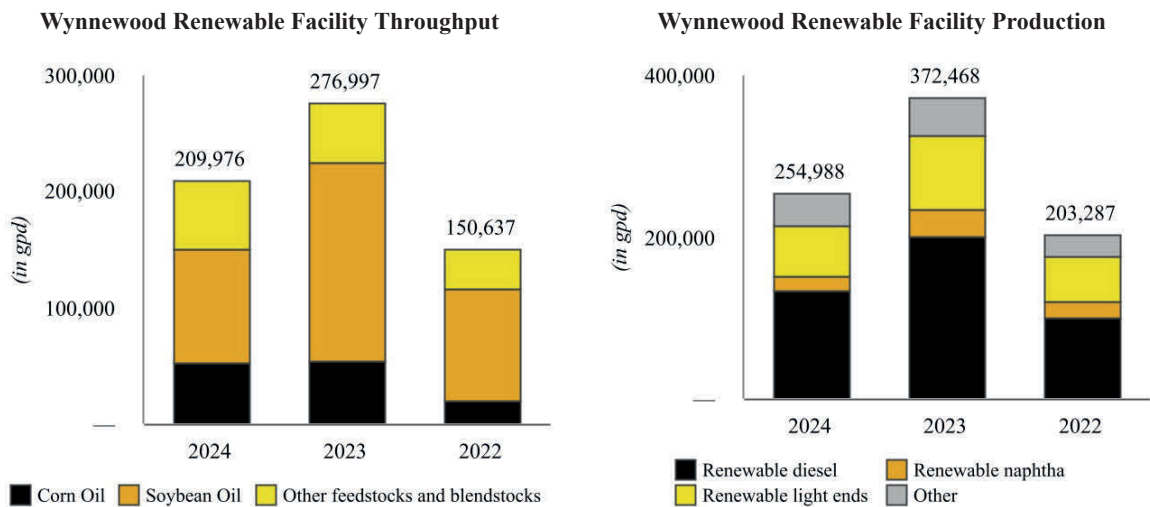 Wynnewood Renewable Facility Throughput
300,000
276,997
209,976
200,000
150,637
(in gpd)
100,000
—
2024 2023 2022
Corn Oil Soybean Oil Other feedstocks and blendstocks
Wynnewood Renewable Facility Production
400,000
372,468
254,988
203,287
200,000
(in gpd)
—
2024 2023 2022
Renewable diesel Renewable naphtha
Renewable light ends Other